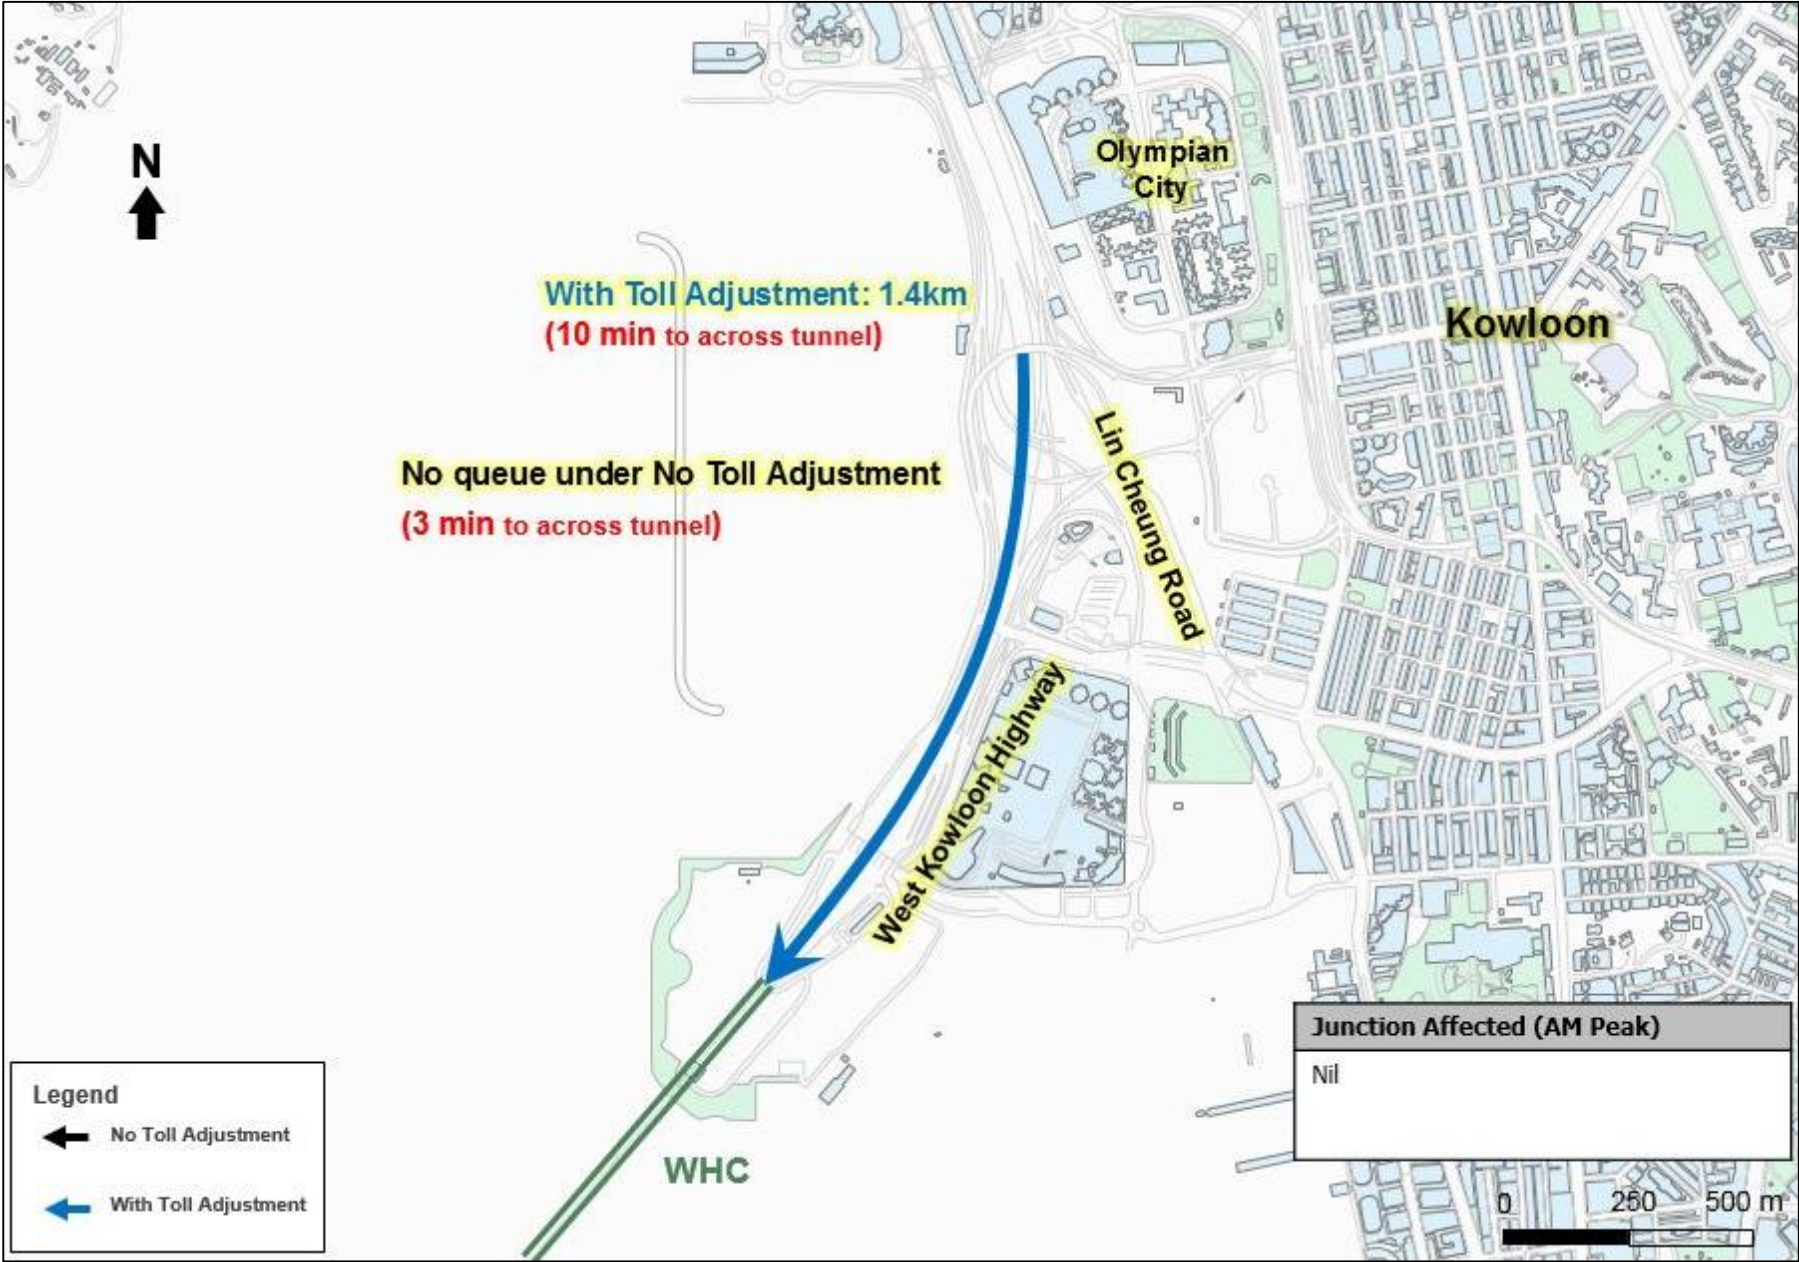 N
Olympian
City
With Toll Adjustment: 1.4km
(10 min to across tunnel)
Kowloon
No queue under No Toll Adjustment
(3 min to across tunnel)
Lin Cheung Road
West Kowloon Highway
WHC
Junction Affected (AM Peak)
Nil
Legend
No Toll Adjustment
With Toll Adjustment
0 250 500 m